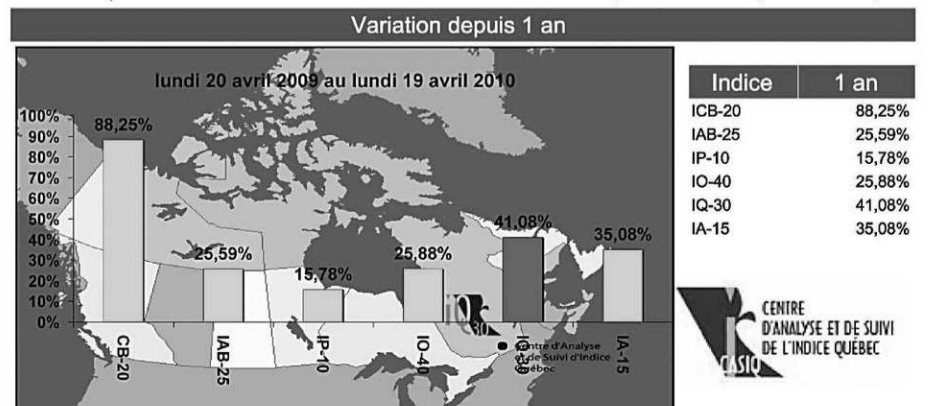 Variation depuis 1 an
lundi 20 avril 2009 au lundi 19 avril 2010
100%
90%
80%
70%
60%
50%
40%
30%
20%
10%
0%
88,25%
25,59%
15,78%
25,88%
41,08%
35,08%
CB-20
IAB-25
IP-10
IO-40
IA-15
iQ
30
Centre d'Analyse
et de Suivi d'Indice
Québec
Indice 1 an
ICB-20 88,25%
IAB-25 25,59%
IP-10 15,78%
IO-40 25,88%
IQ-30 41,08%
IA-15 35,08%
CENTRE
D'ANALYSE ET DE SUIVI
DE L'INDICE QUÉBEC
CASIQ